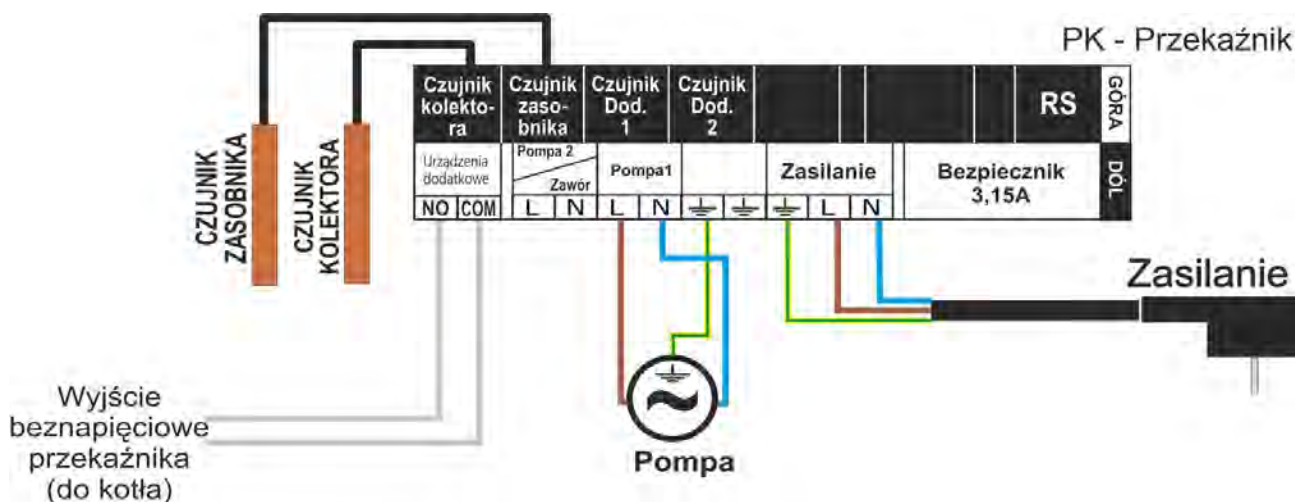 PK - Przekaźnik
Czujnik
kolekto-
ra
Czujnik
zaso-
bnika
Czujnik
Dod.
1
Czujnik
Dod.
2
RS
GÓRA
Urządzenia
dodatkowe
Pompa 2
Zawór
Pompa1
Zasilanie
Bezpiecznik
3,15A
DÓL
NO COM L N L N L N
CZUJNIK
ZASOBNIKA
CZUJNIK
KOLEKTORA
Zasilanie
Wyjście
beznapięciowe
przekaźnika
(do kotła)
Pompa